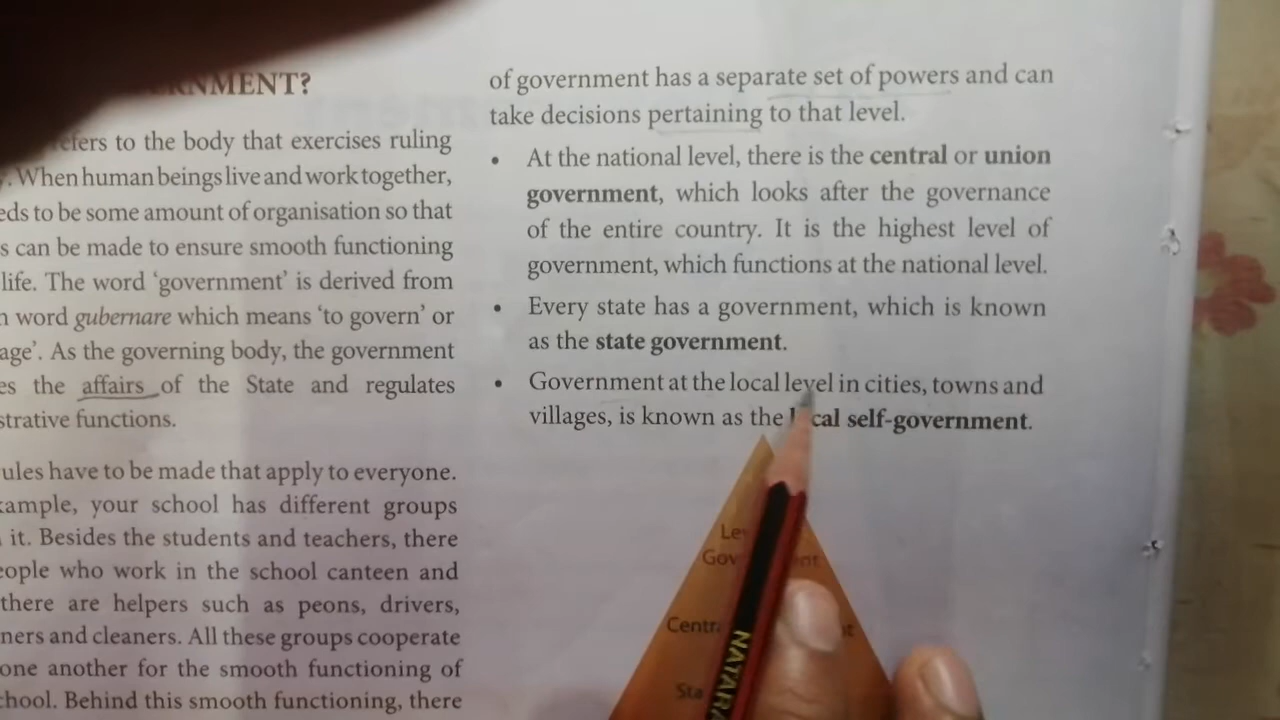 GOVERNMENT?
refers to the body that exercises ruling
. When human beings live and work together,
eds to be some amount of organisation so that
s can be made to ensure smooth functioning
life. The word ‘government’ is derived from
n word gubernare which means ‘to govern’ or
age’. As the governing body, the government
es the affairs of the State and regulates
strative functions.
ules have to be made that apply to everyone.
xample, your school has different groups
it. Besides the students and teachers, there
eople who work in the school canteen and
there are helpers such as peons, drivers,
ners and cleaners. All these groups cooperate
one another for the smooth functioning of
chool. Behind this smooth functioning, there
of government has a separate set of powers and can
take decisions pertaining to that level.
• At the national level, there is the central or union
government, which looks after the governance
of the entire country. It is the highest level of
government, which functions at the national level.
• Every state has a government, which is known
as the state government.
• Government at the local level in cities, towns and
villages, is known as the local self-government.
Le
Gov nt
Centr t
Sta
NATARA